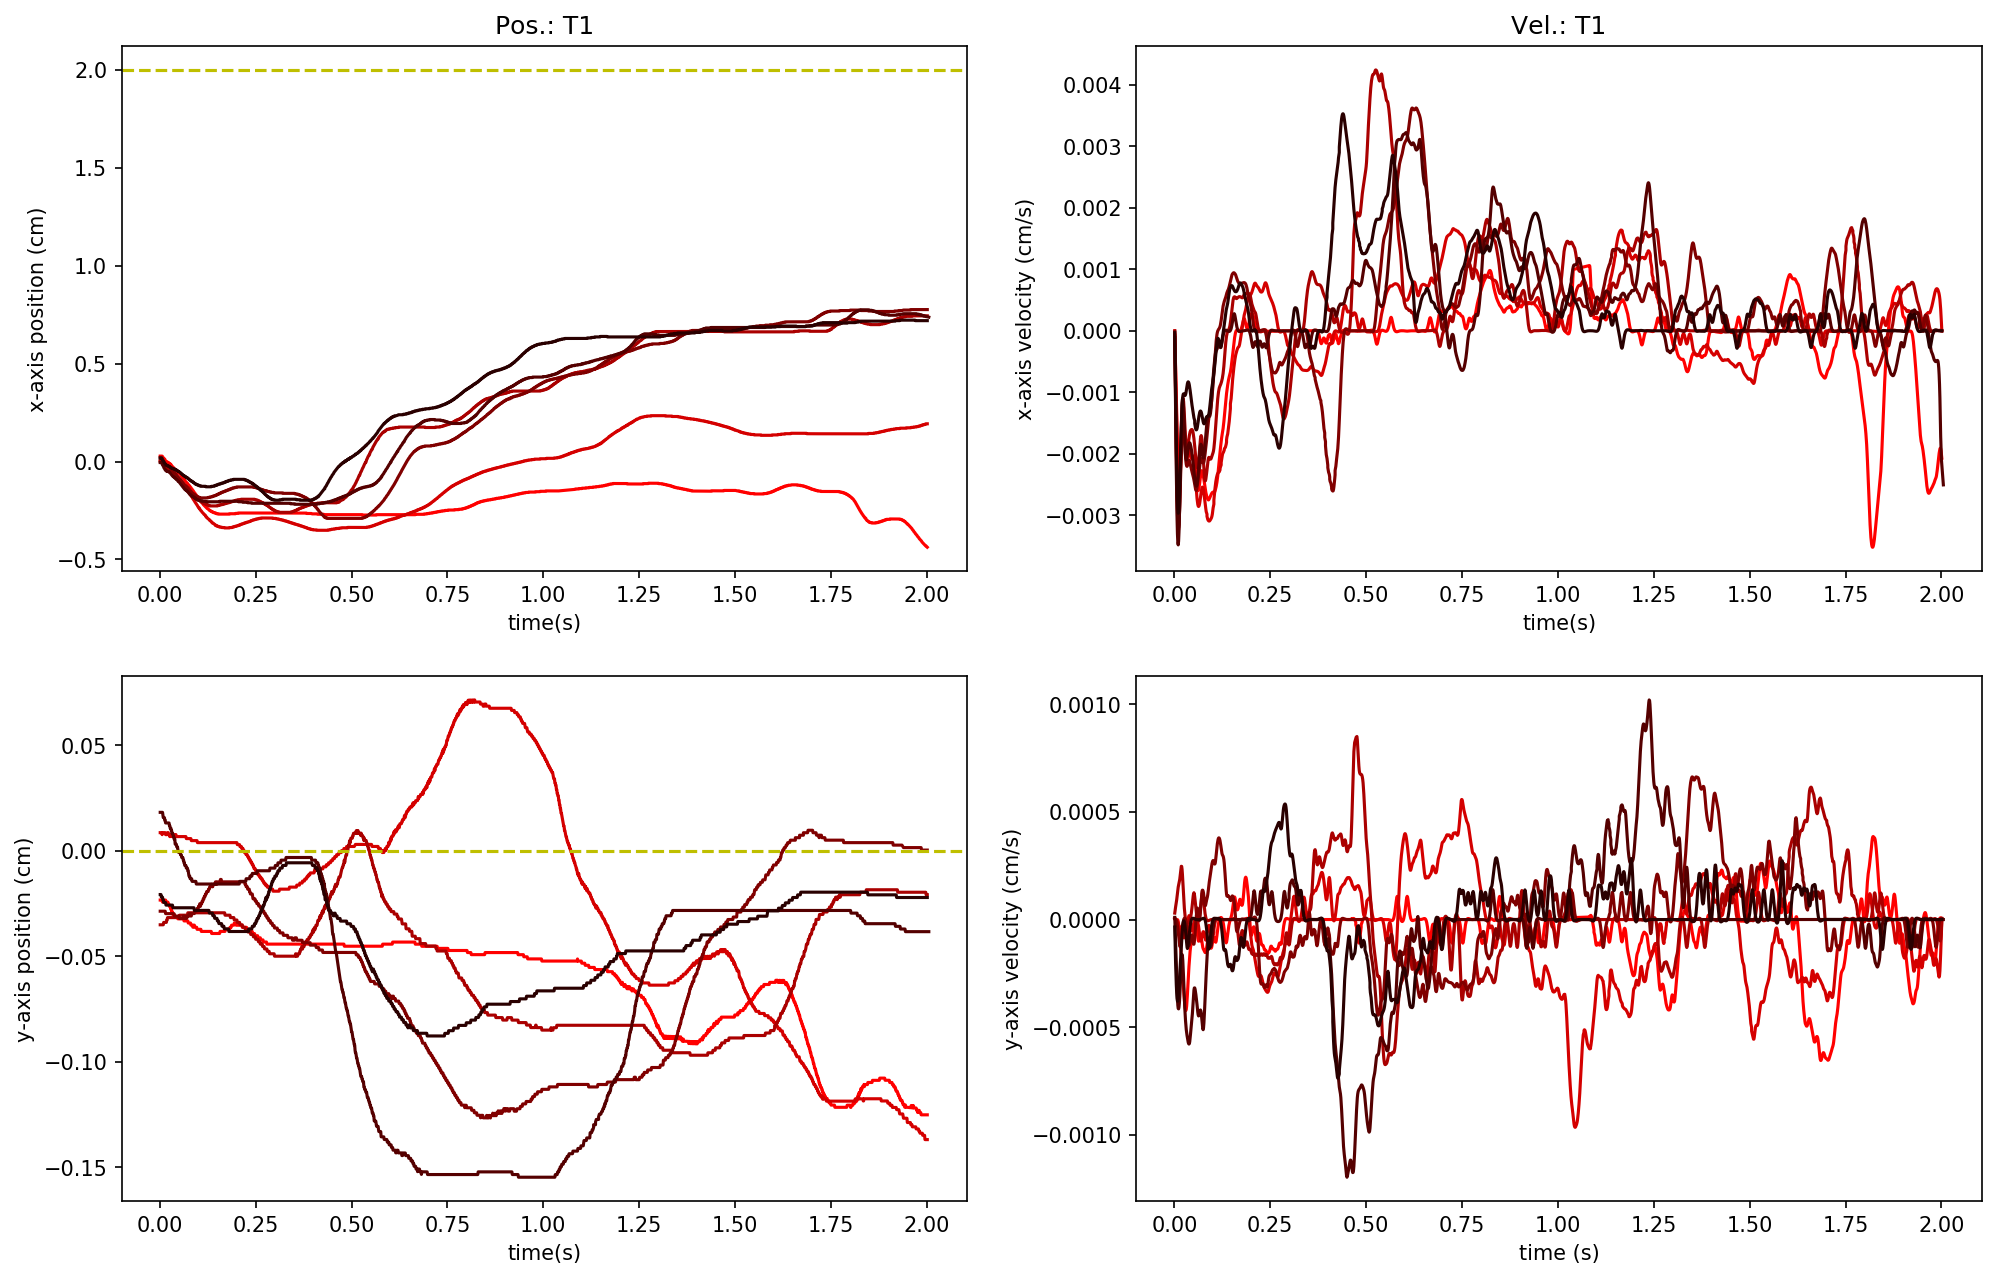 Pos.: T1
Vel.: T1
x-axis position (cm)
2.0
1.5
1.0
0.5
0.0
−0.5
0.00 0.25 0.50 0.75 1.00 1.25 1.50 1.75 2.00
time(s)
x-axis velocity (cm/s)
0.004
0.003
0.002
0.001
0.000
−0.001
−0.002
−0.003
0.00 0.25 0.50 0.75 1.00 1.25 1.50 1.75 2.00
time(s)
y-axis position (cm)
0.05
0.00
−0.05
−0.10
−0.15
0.00 0.25 0.50 0.75 1.00 1.25 1.50 1.75 2.00
time(s)
y-axis velocity (cm/s)
0.0010
0.0005
0.0000
−0.0005
−0.0010
0.00 0.25 0.50 0.75 1.00 1.25 1.50 1.75 2.00
time (s)